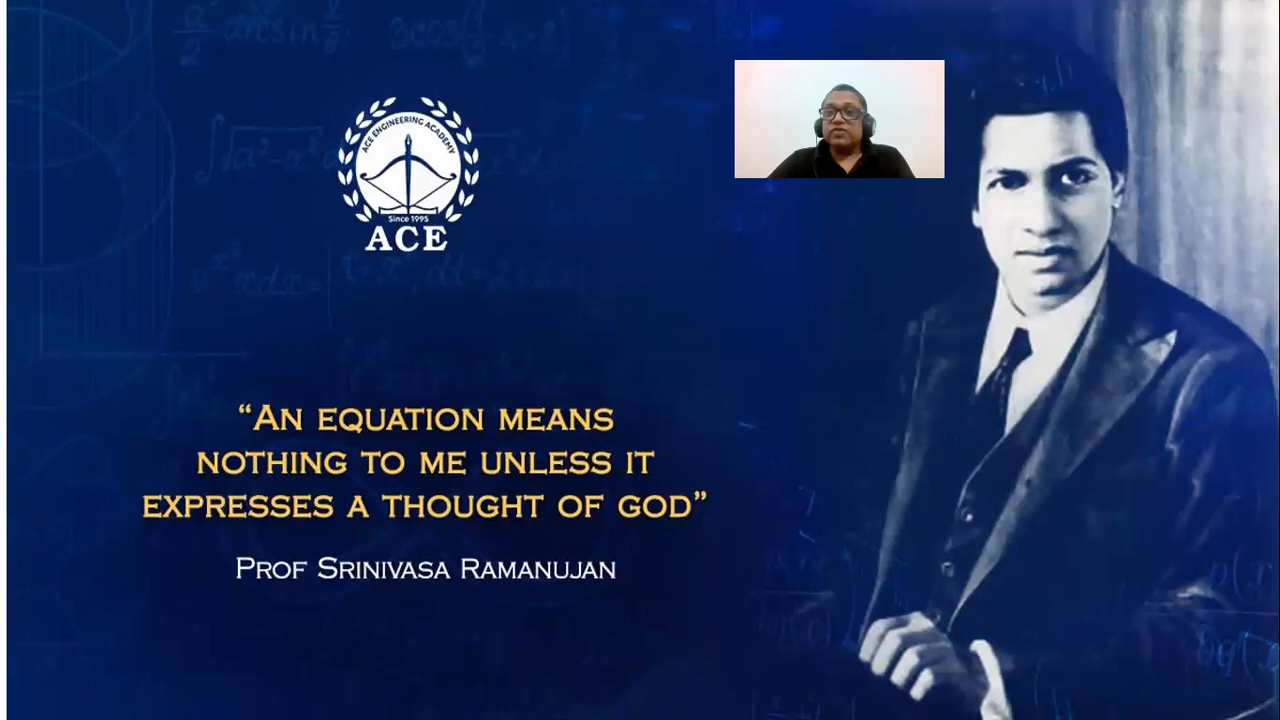 ACE ENGINEERING ACADEMY
Since 1995
ACE
“AN EQUATION MEANS
NOTHING TO ME UNLESS IT
EXPRESSES A THOUGHT OF GOD”
PROF SRINIVASA RAMANUJAN